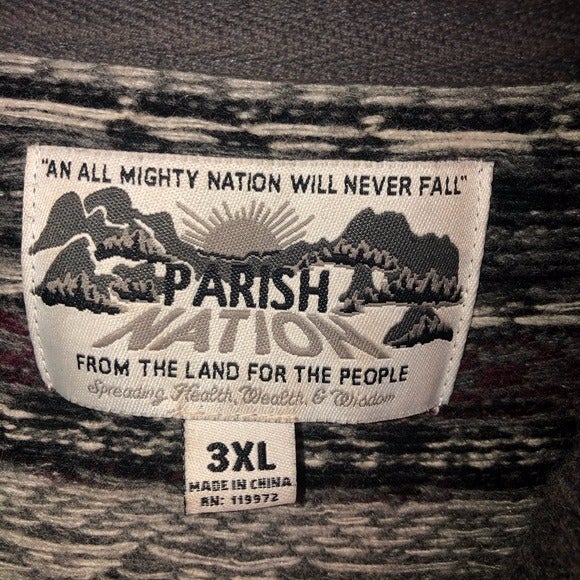 "AN ALL MIGHTY NATION WILL NEVER FALL"
PARISH
NATION
FROM THE LAND FOR THE PEOPLE
Spreading Health, Wealth, & Wisdom
3XL
MADE IN CHINA
RN: 119972